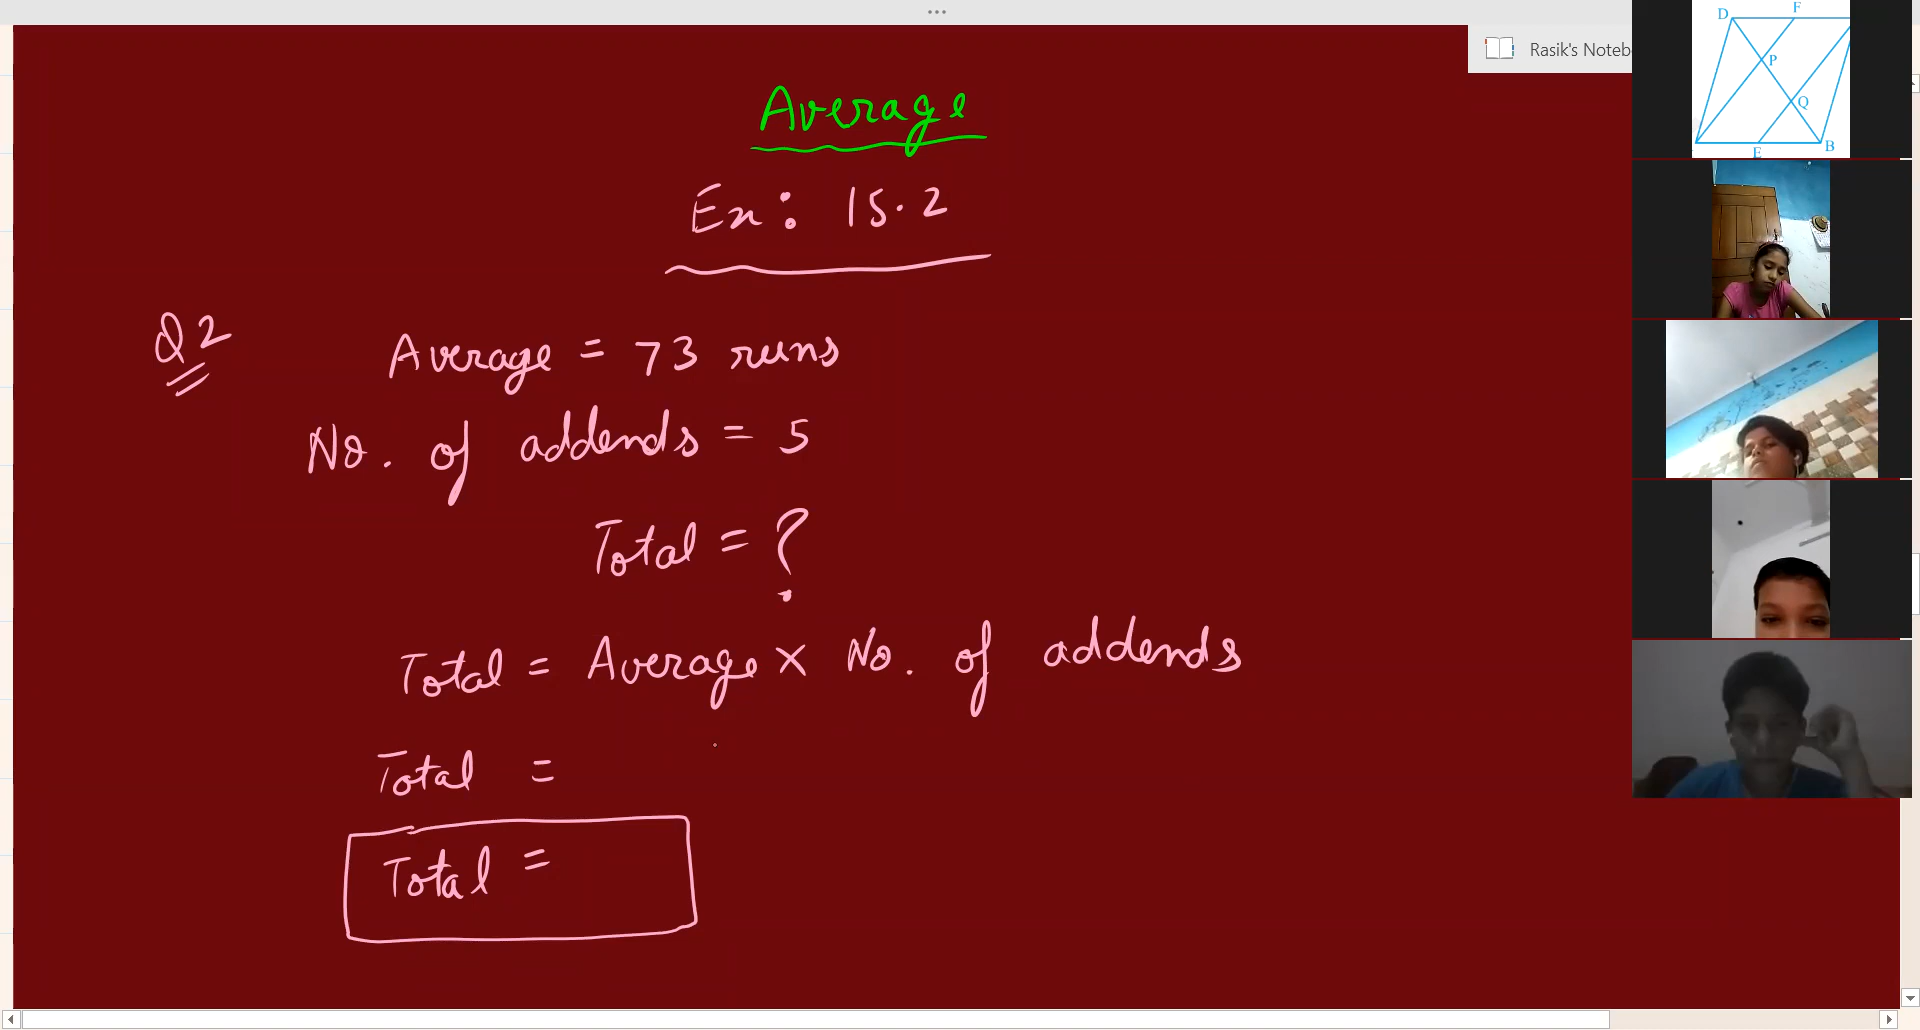 Average
Ex: 15.2
Q2
Average = 73 runs
No. of addends = 5
Total = ?
Total = Average × No. of addends
Total =
Total =
Rasik's Noteb
D F
P
Q
E B